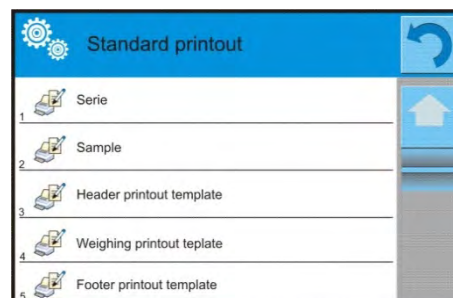 Standard printout
Serie
1
Sample
2
Header printout template
3
Weighing printout teplate
4
Footer printout template
5